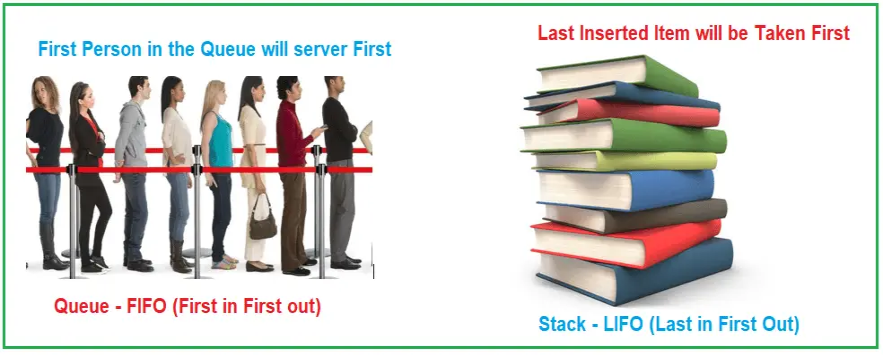 First Person in the Queue will server First
Queue - FIFO (First in First out)
Last Inserted Item will be Taken First
Stack - LIFO (Last in First Out)